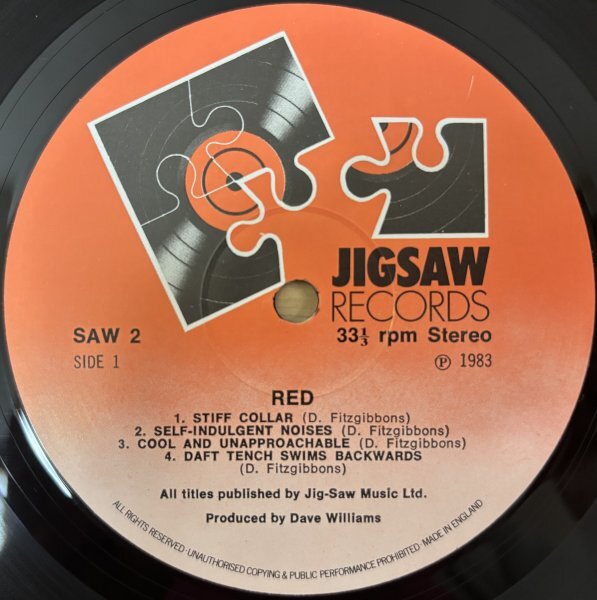 JIGSAW
RECORDS
SAW 2
33⅓ rpm Stereo
SIDE 1
Ⓟ 1983
RED
1. STIFF COLLAR (D. Fitzgibbons)
2. SELF-INDULGENT NOISES (D. Fitzgibbons)
3. COOL AND UNAPPROACHABLE (D. Fitzgibbons)
4. DAFT TENCH SWIMS BACKWARDS
(D. Fitzgibbons)
All titles published by Jig-Saw Music Ltd.
Produced by Dave Williams
ALL RIGHTS RESERVED · UNAUTHORISED COPYING & PUBLIC PERFORMANCE PROHIBITED · MADE IN ENGLAND